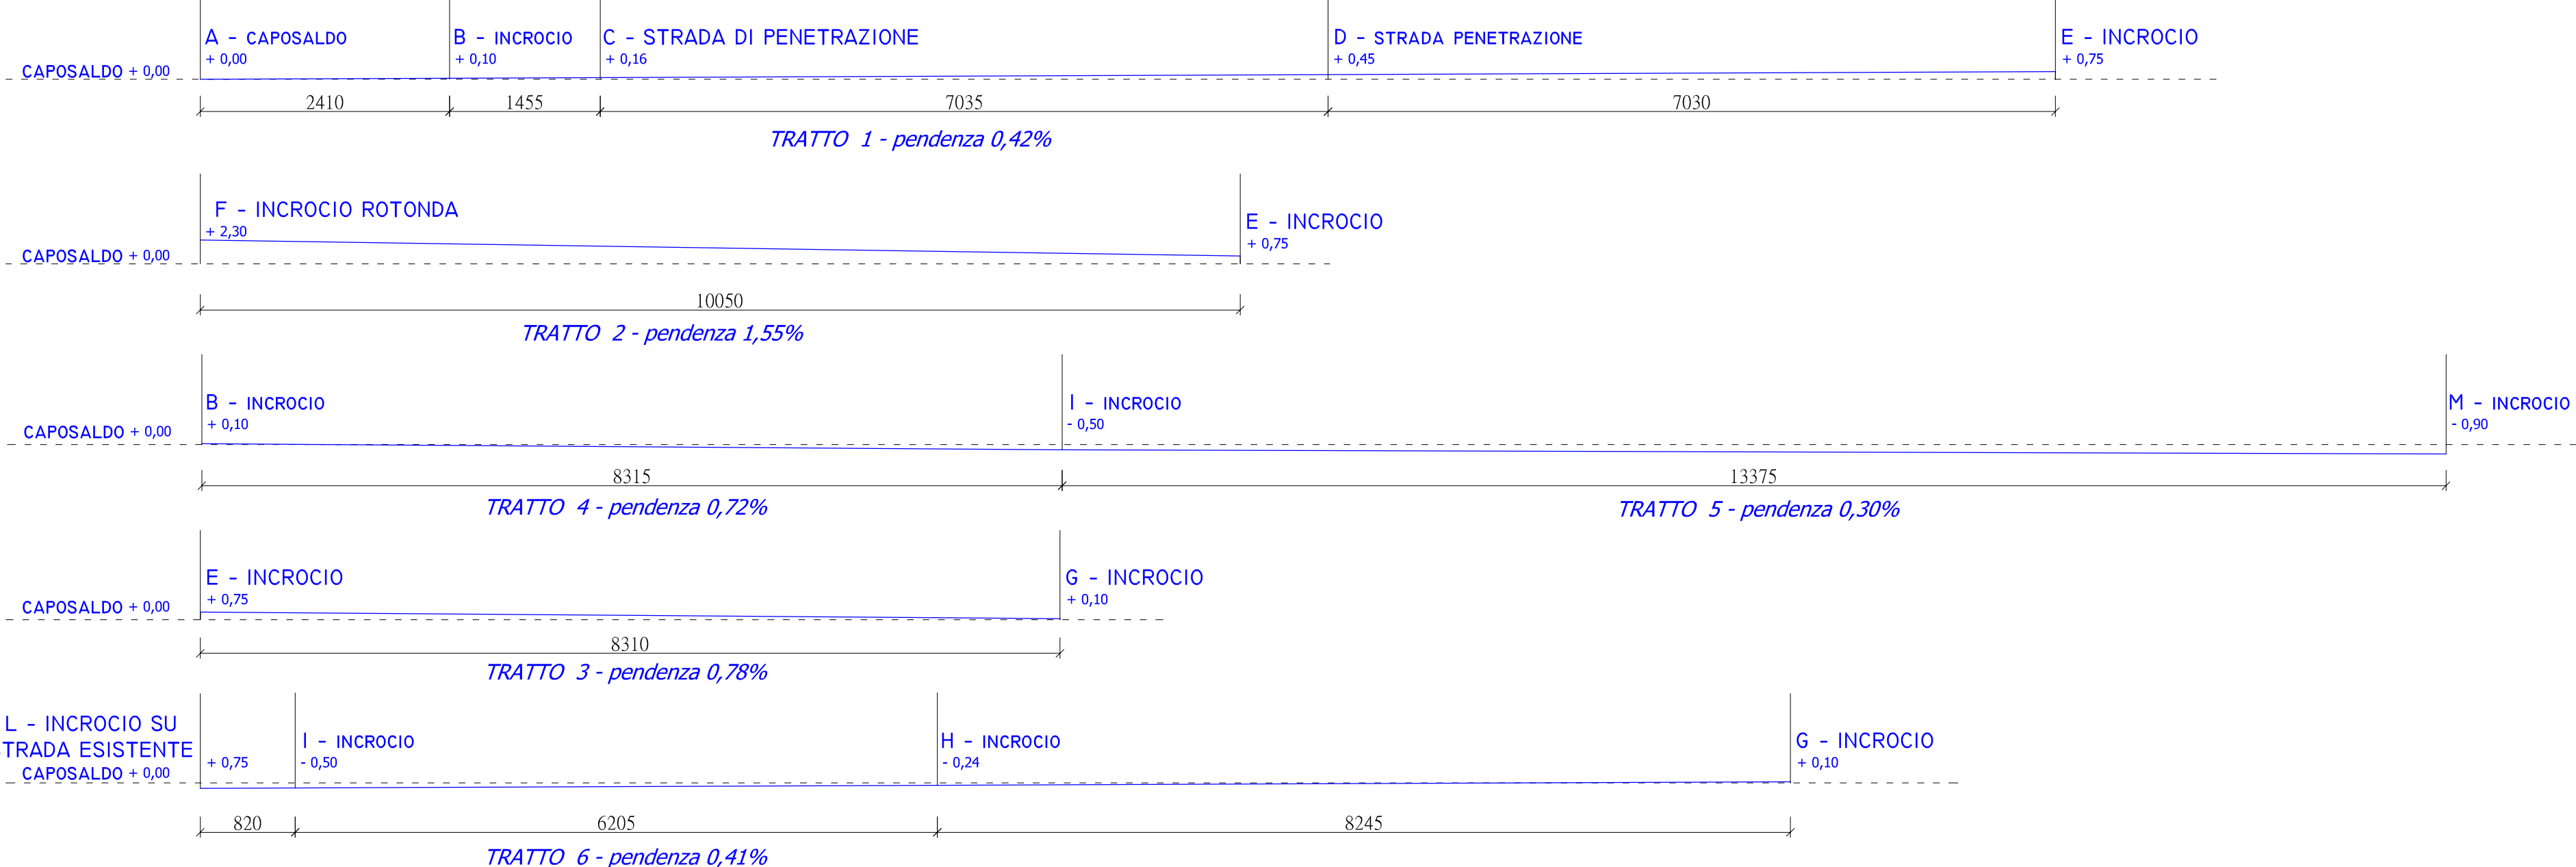 A - CAPOSALDO
+ 0,00
B - INCROCIO
+ 0,10
C - STRADA DI PENETRAZIONE
+ 0,16
D - STRADA PENETRAZIONE
+ 0,45
E - INCROCIO
+ 0,75
CAPOSALDO + 0,00
2410
1455
7035
7030
TRATTO 1 - pendenza 0,42%
F - INCROCIO ROTONDA
+ 2,30
E - INCROCIO
+ 0,75
CAPOSALDO + 0,00
10050
TRATTO 2 - pendenza 1,55%
B - INCROCIO
+ 0,10
I - INCROCIO
- 0,50
M - INCROCIO
- 0,90
CAPOSALDO + 0,00
8315
13375
TRATTO 4 - pendenza 0,72%
TRATTO 5 - pendenza 0,30%
E - INCROCIO
+ 0,75
G - INCROCIO
+ 0,10
CAPOSALDO + 0,00
8310
TRATTO 3 - pendenza 0,78%
L - INCROCIO SU
TRADA ESISTENTE
CAPOSALDO + 0,00
+ 0,75
I - INCROCIO
- 0,50
H - INCROCIO
- 0,24
G - INCROCIO
+ 0,10
820
6205
8245
TRATTO 6 - pendenza 0,41%